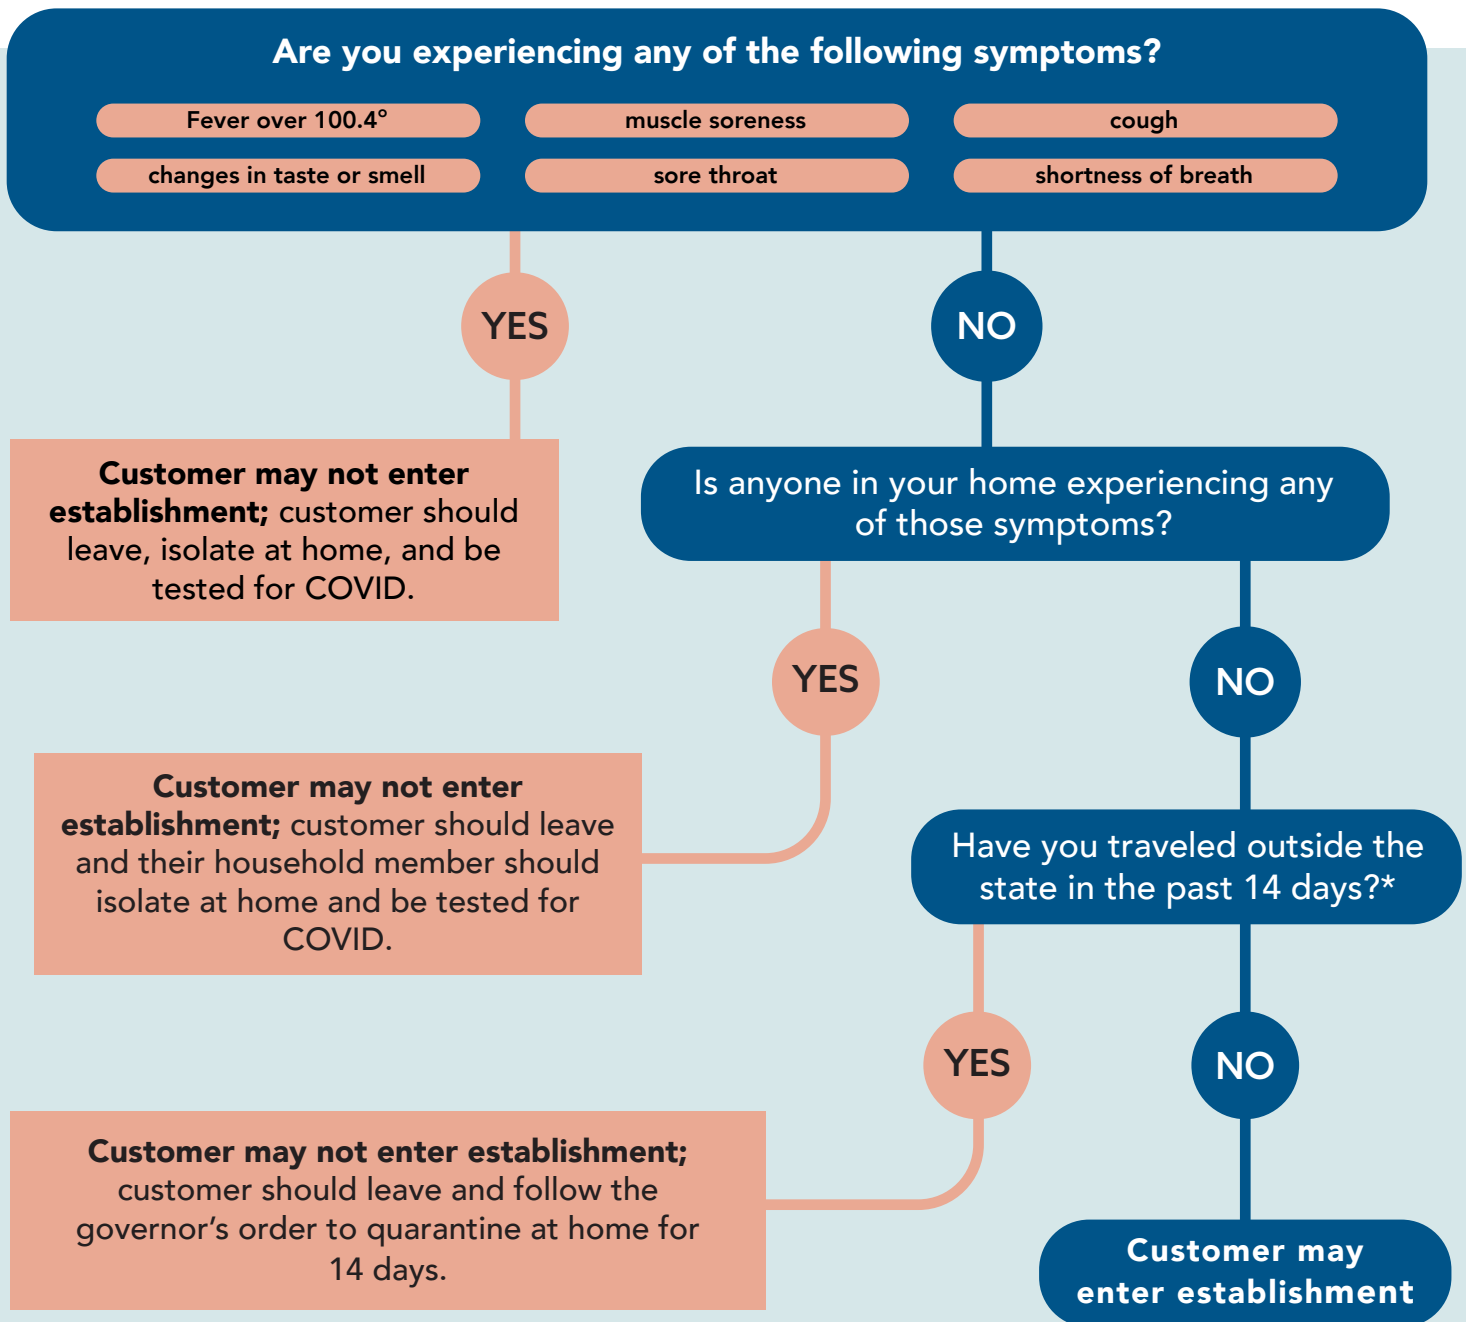 Are you experiencing any of the following symptoms?
Fever over 100.4°
muscle soreness
cough
changes in taste or smell
sore throat
shortness of breath
YES
NO
Customer may not enter
establishment; customer should
leave, isolate at home, and be
tested for COVID.
Is anyone in your home experiencing any
of those symptoms?
YES
NO
Customer may not enter
establishment; customer should leave
and their household member should
isolate at home and be tested for
COVID.
Have you traveled outside the
state in the past 14 days?*
YES
NO
Customer may not enter establishment;
customer should leave and follow the
governor’s order to quarantine at home for
14 days.
Customer may
enter establishment